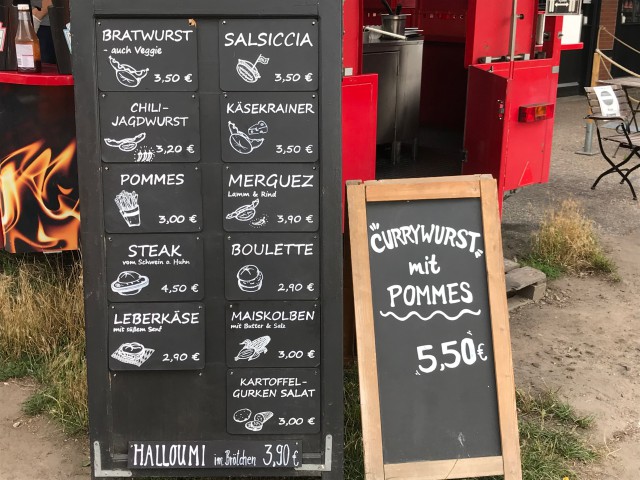 BRATWURST
- auch Veggie
3,50 €
SALSICCIA
3,50 €
CHILI-
JAGDWURST
3,20 €
KÄSEKRAINER
3,50 €
POMMES
3,00 €
MERGUEZ
Lamm & Rind
3,90 €
STEAK
vom Schwein o. Huhn
4,50 €
BOULETTE
2,90 €
LEBERKÄSE
mit süßem Senf
2,90 €
MAISKOLBEN
mit Butter & Salz
3,00 €
KARTOFFEL-
GURKEN SALAT
3,00 €
HALLOUMI im Brötchen 3,90 €
"CURRYWURST"
mit
POMMES
5,50€